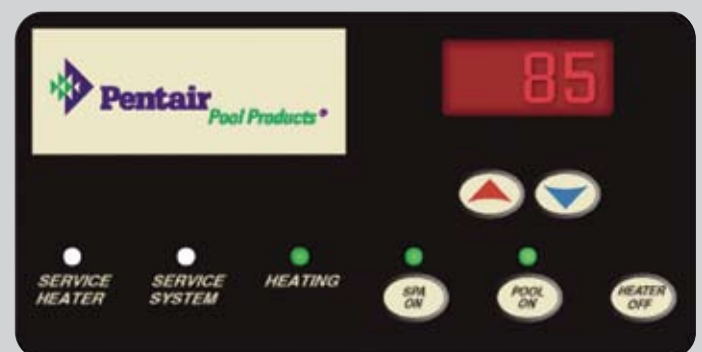 Pentair
Pool Products®
85
SERVICE
HEATER
SERVICE
SYSTEM
HEATING
SPA
ON
POOL
ON
HEATER
OFF